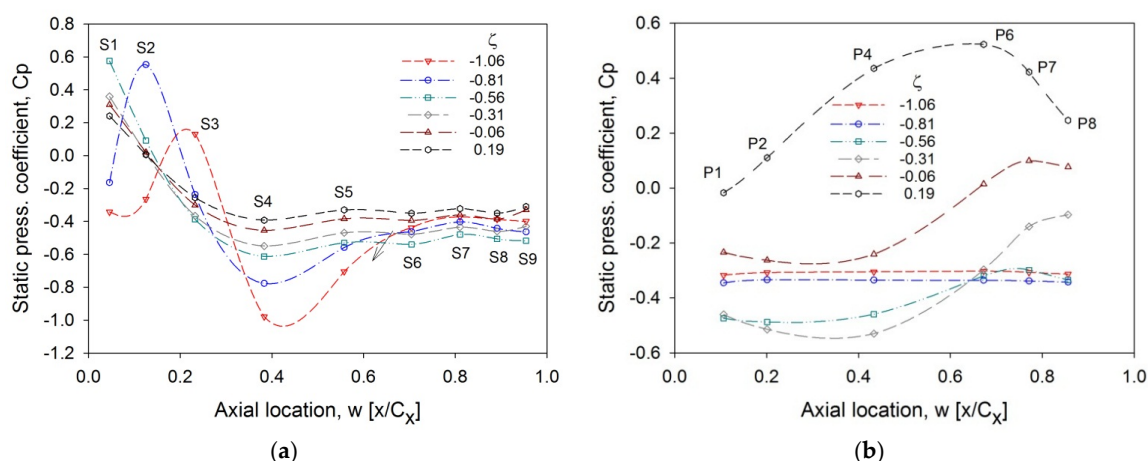 0.8
0.6
0.4
0.2
0.0
-0.2
-0.4
-0.6
-0.8
-1.0
-1.2
0.0 0.2 0.4 0.6 0.8 1.0
Static press. coefficient, Cp
Axial location, w [x/CX]
S1
S2
S3
S4
S5
S6
S7
S8
S9
ζ
-1.06
-0.81
-0.56
-0.31
-0.06
0.19
(a)
0.6
0.4
0.2
0.0
-0.2
-0.4
-0.6
0.0 0.2 0.4 0.6 0.8 1.0
Static press. coefficient, Cp
Axial location, w [x/CX]
P1
P2
P4
P6
P7
P8
ζ
-1.06
-0.81
-0.56
-0.31
-0.06
0.19
(b)